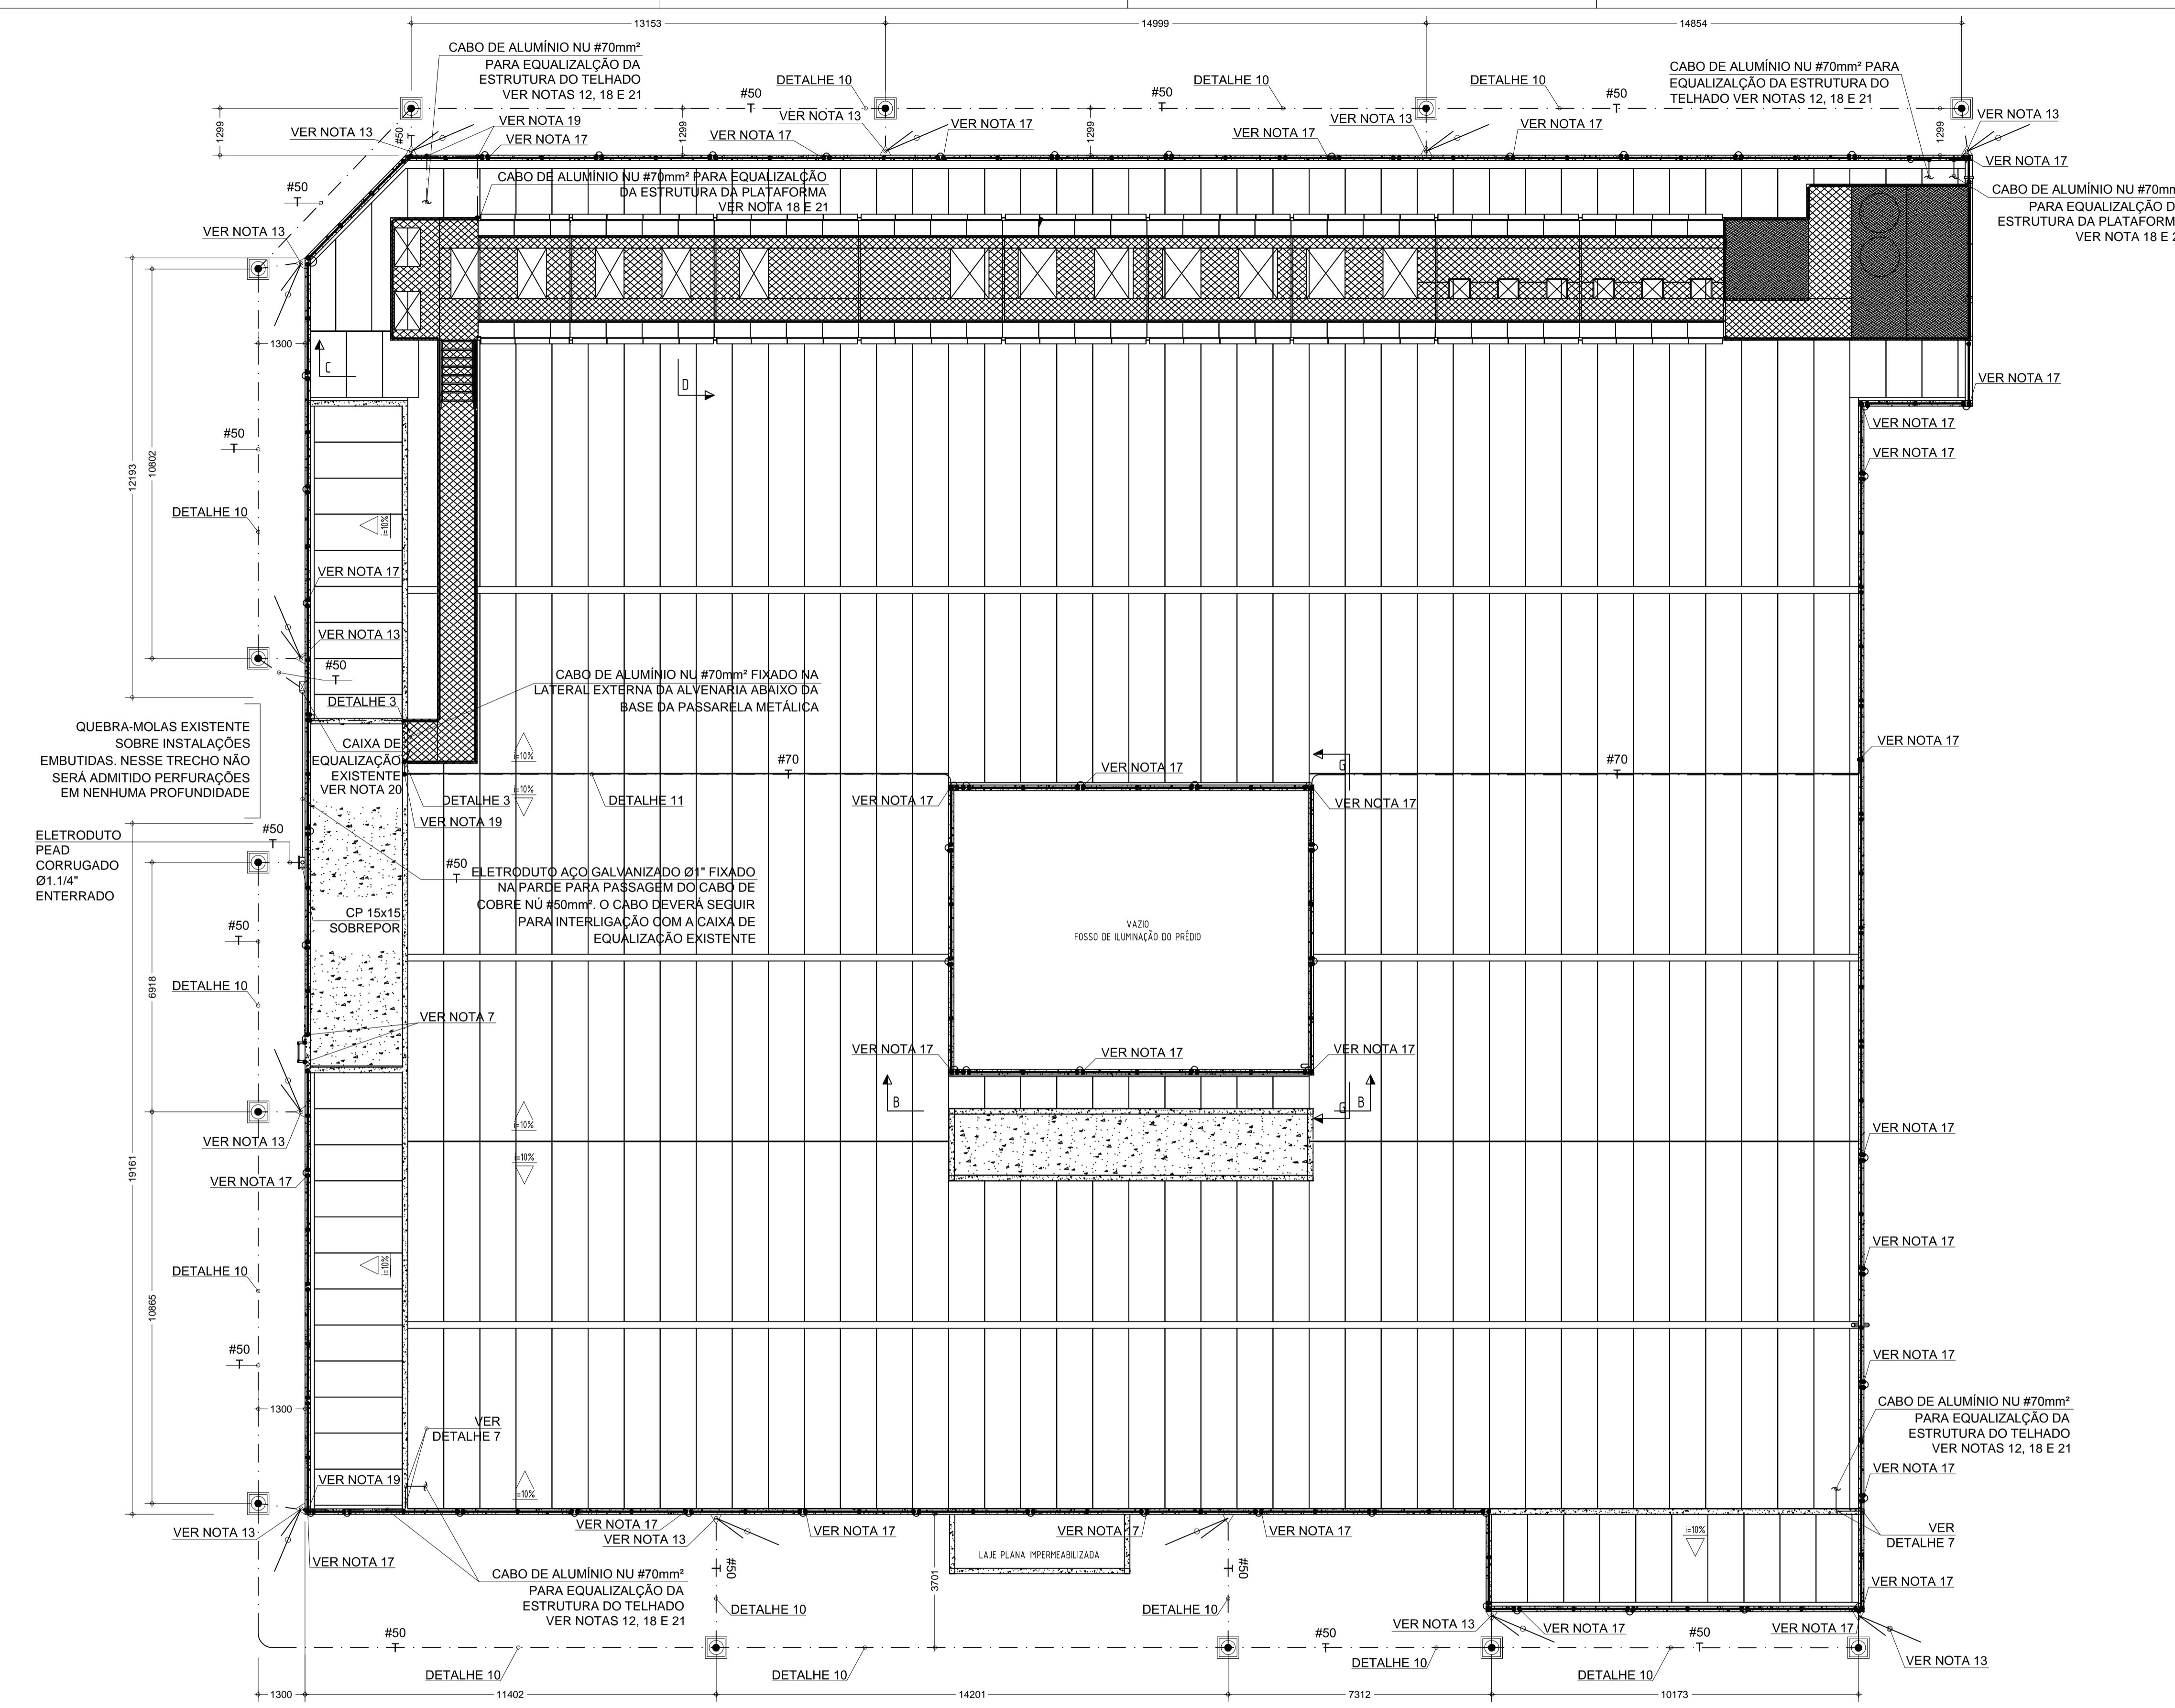 13153
14999
14854
CABO DE ALUMÍNIO NU #70mm²
PARA EQUALIZALÇÃO DA
ESTRUTURA DO TELHADO
VER NOTAS 12, 18 E 21
DETALHE 10
#50
DETALHE 10
#50
DETALHE 10
#50
CABO DE ALUMÍNIO NU #70mm² PARA
EQUALIZALÇÃO DA ESTRUTURA DO
TELHADO VER NOTAS 12, 18 E 21
1299
VER NOTA 13
#50
VER NOTA 19
VER NOTA 17
1299
VER NOTA 17
VER NOTA 13
VER NOTA 17
1299
VER NOTA 17
VER NOTA 13
VER NOTA 17
1299
VER NOTA 13
VER NOTA 17
CABO DE ALUMÍNIO NU #70mm² PARA EQUALIZALÇÃO
DA ESTRUTURA DA PLATAFORMA
VER NOTA 18 E 21
CABO DE ALUMÍNIO NU #70m
PARA EQUALIZALÇÃO D
ESTRUTURA DA PLATAFORM
VER NOTA 18 E
#50
VER NOTA 13
1300
C
D
VER NOTA 17
VER NOTA 17
VER NOTA 17
#50
12193
10802
DETALHE 10
i=10%
VER NOTA 17
VER NOTA 13
#50
CABO DE ALUMÍNIO NU #70mm² FIXADO NA
LATERAL EXTERNA DA ALVENARIA ABAIXO DA
BASE DA PASSARELA METÁLICA
DETALHE 3
QUEBRA-MOLAS EXISTENTE
SOBRE INSTALAÇÕES
EMBUTIDAS. NESSE TRECHO NÃO
SERÁ ADMITIDO PERFURAÇÕES
EM NENHUMA PROFUNDIDADE
CAIXA DE
EQUALIZAÇÃO
EXISTENTE
VER NOTA 20
i=10%
#70
G
#70
VER NOTA 17
VER NOTA 17
i=10%
DETALHE 3
DETALHE 11
VER NOTA 17
VER NOTA 17
VER NOTA 19
ELETRODUTO
PEAD
CORRUGADO
Ø1.1/4"
ENTERRADO
#50
#50
ELETRODUTO AÇO GALVANIZADO Ø1" FIXADO
NA PARDE PARA PASSAGEM DO CABO DE
COBRE NÚ #50mm². O CABO DEVERÁ SEGUIR
PARA INTERLIGAÇÃO COM A CAIXA DE
EQUALIZAÇÃO EXISTENTE
CP 15x15
SOBREPOR
VAZIO
FOSSO DE ILUMINAÇÃO DO PRÉDIO
#50
6918
DETALHE 10
VER NOTA 7
VER NOTA 17
VER NOTA 17
VER NOTA 17
B
G
B
i=10%
VER NOTA 13
i=10%
VER NOTA 17
19161
VER NOTA 17
VER NOTA 17
DETALHE 10
i=10%
10865
#50
VER NOTA 17
1300
VER
DETALHE 7
CABO DE ALUMÍNIO NU #70mm²
PARA EQUALIZALÇÃO DA
ESTRUTURA DO TELHADO
VER NOTAS 12, 18 E 21
VER NOTA 17
VER NOTA 19
=10%
VER NOTA 13
VER NOTA 17
VER NOTA 17
VER NOTA 13
VER NOTA 17
VER NOTA 17
VER NOTA 17
i=10%
VER
DETALHE 7
LAJE PLANA IMPERMEABILIZADA
#50
3701
#50
CABO DE ALUMÍNIO NU #70mm²
PARA EQUALIZALÇÃO DA
ESTRUTURA DO TELHADO
VER NOTAS 12, 18 E 21
DETALHE 10
DETALHE 10
VER NOTA 17
VER NOTA 13
VER NOTA 17
VER NOTA 17
#50
#50
#50
DETALHE 10
DETALHE 10
DETALHE 10
DETALHE 10
VER NOTA 13
1300
11402
14201
7312
10173